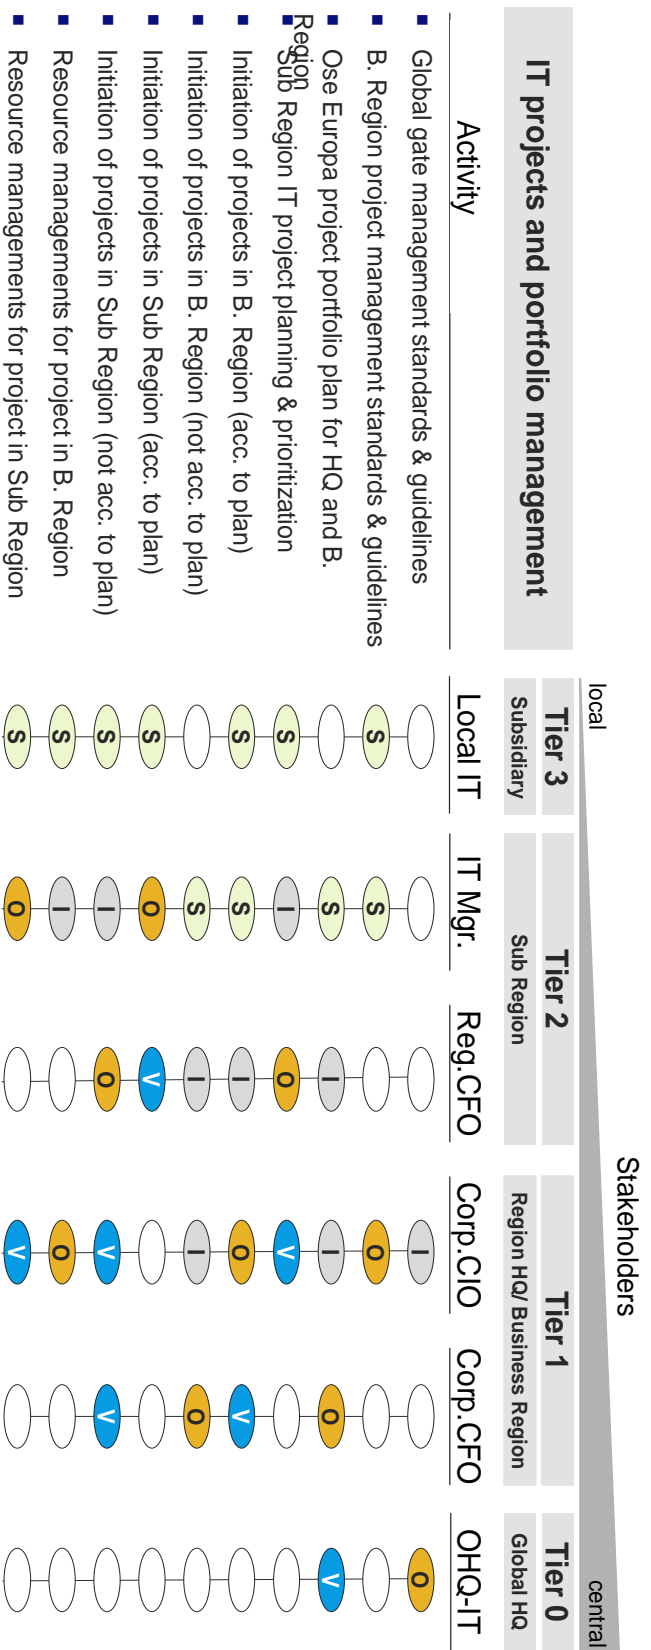 Stakeholders
local
central
IT projects and portfolio management
Tier 3
Tier 2
Tier 1
Tier 0
Subsidiary
Sub Region
Region HQ/ Business Region
Global HQ
Activity
Local IT
IT Mgr.
Reg.CFO
Corp.CIO
Corp.CFO
OHQ-IT
Global gate management standards & guidelines
I O
B. Region project management standards & guidelines
S S O
Ose Europa project portfolio plan for HQ and B.
Region
S I I O V
Sub Region IT project planning & prioritization
S I O V
Initiation of projects in B. Region (acc. to plan)
S S I O V
Initiation of projects in B. Region (not acc. to plan)
S I I O
Initiation of projects in Sub Region (acc. to plan)
S O V
Initiation of projects in Sub Region (not acc. to plan)
S I O V V
Resource managements for project in B. Region
S I O
Resource managements for project in Sub Region
S O V